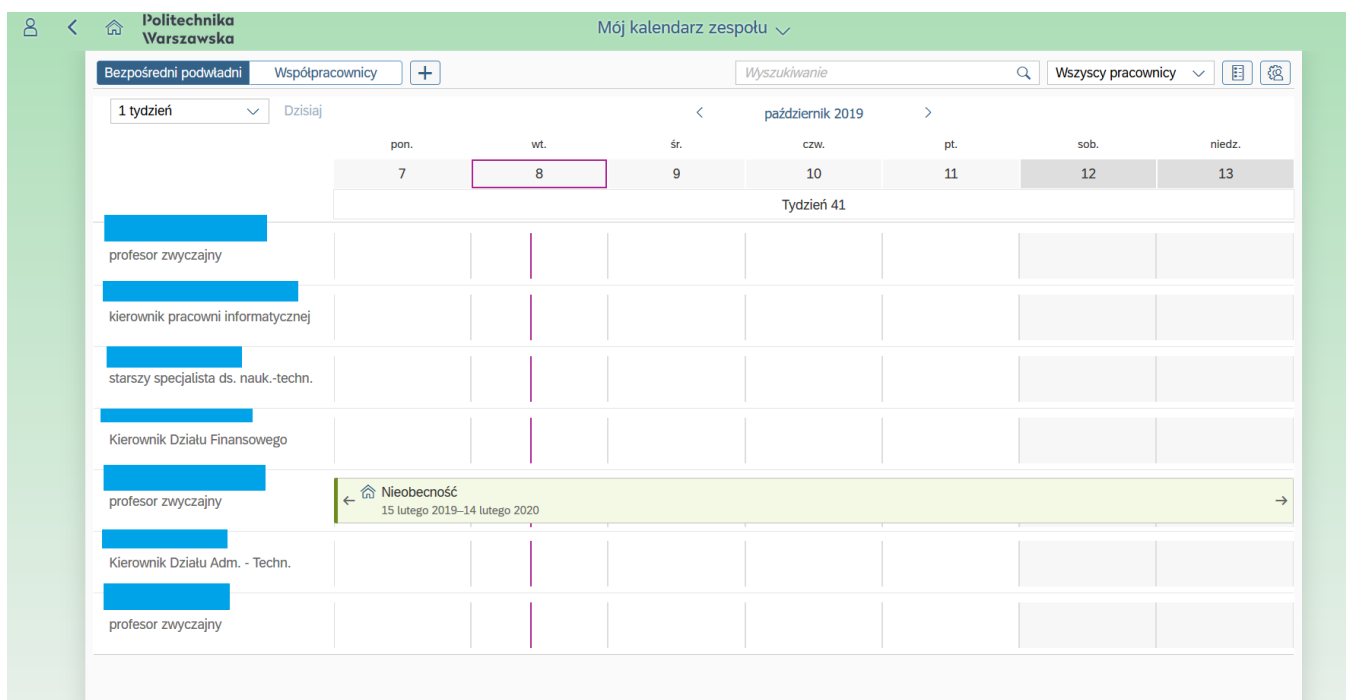 Politechnika
Warszawska
Mój kalendarz zespołu
Bezpośredni podwładni Współpracownicy
Wyszukiwanie
Wszyscy pracownicy
1 tydzień Dzisiaj
październik 2019
pon. wt. śr. czw. pt. sob. niedz.
7 8 9 10 11 12 13
Tydzień 41
profesor zwyczajny
kierownik pracowni informatycznej
starszy specjalista ds. nauk.-techn.
Kierownik Działu Finansowego
profesor zwyczajny
Nieobecność
15 lutego 2019–14 lutego 2020
Kierownik Działu Adm. - Techn.
profesor zwyczajny